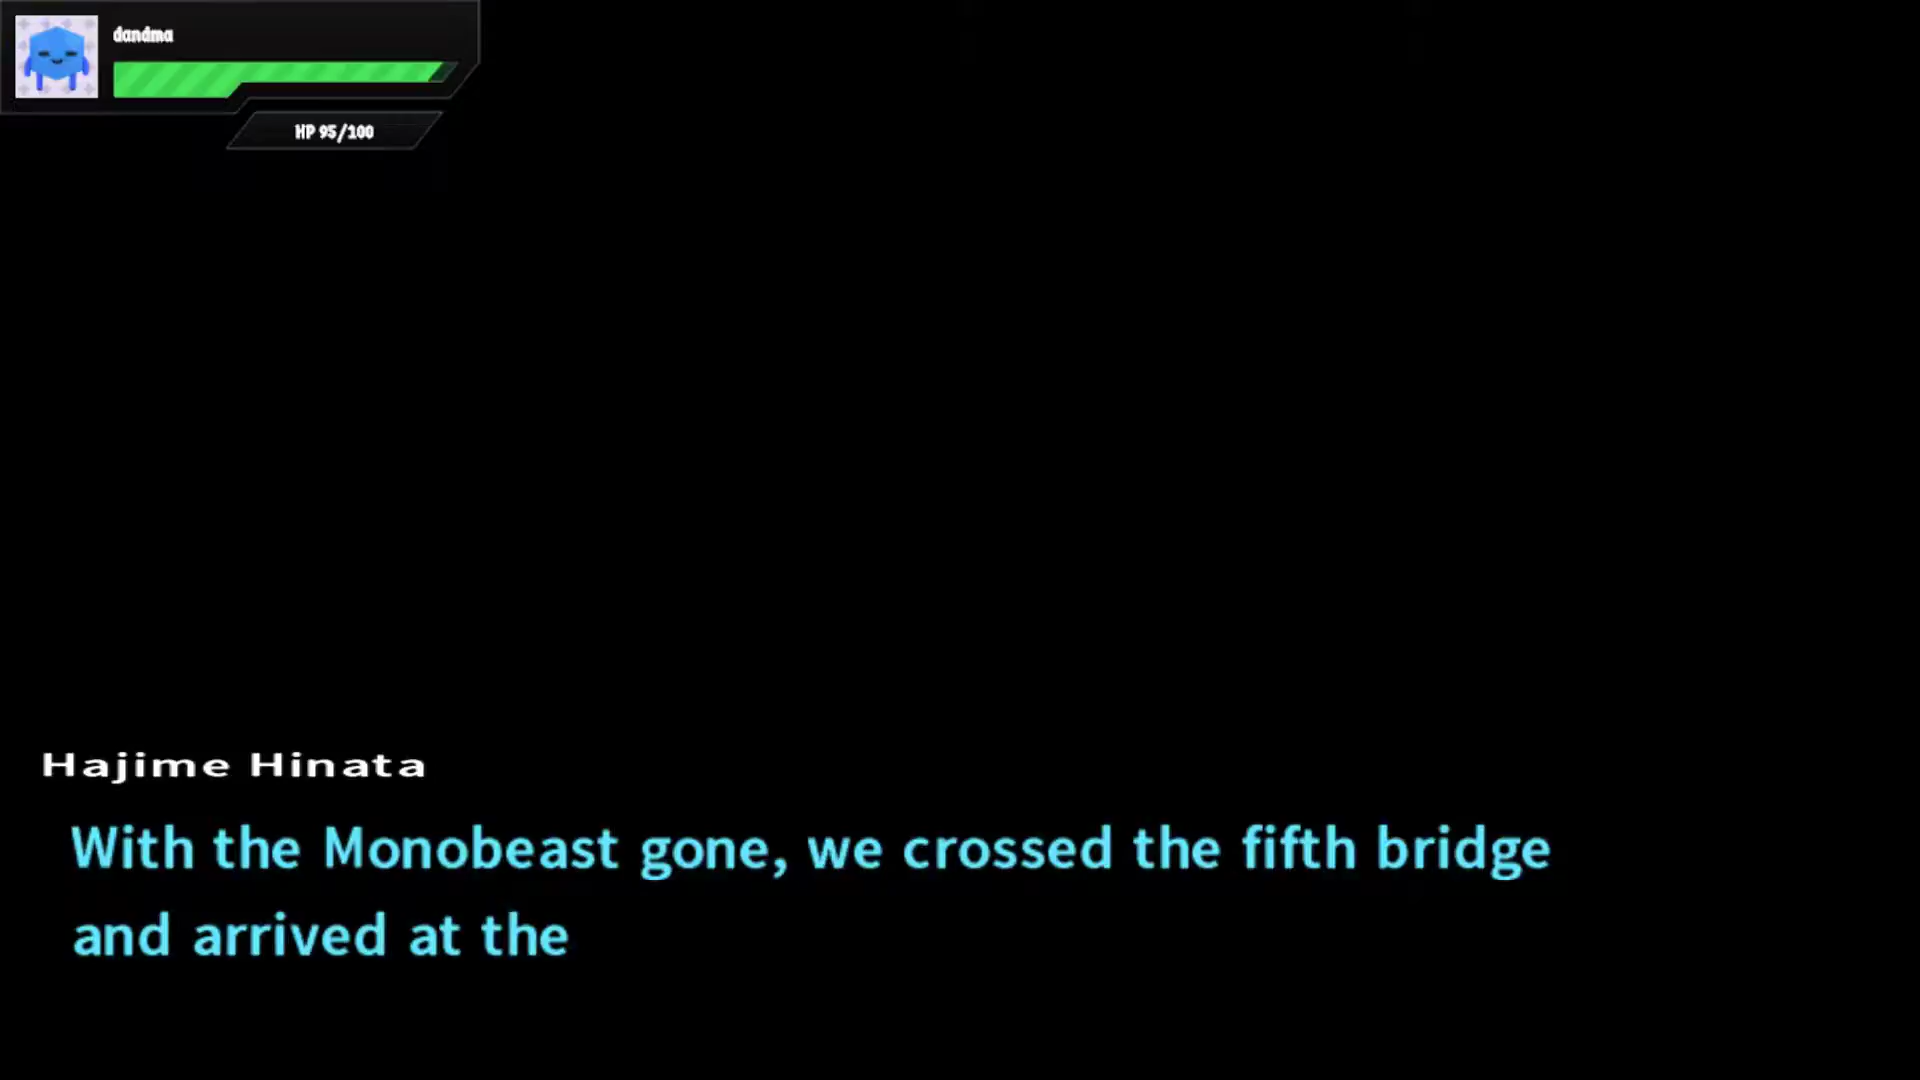 dandma
HP 95/100
Hajime Hinata
With the Monobeast gone, we crossed the fifth bridge
and arrived at the